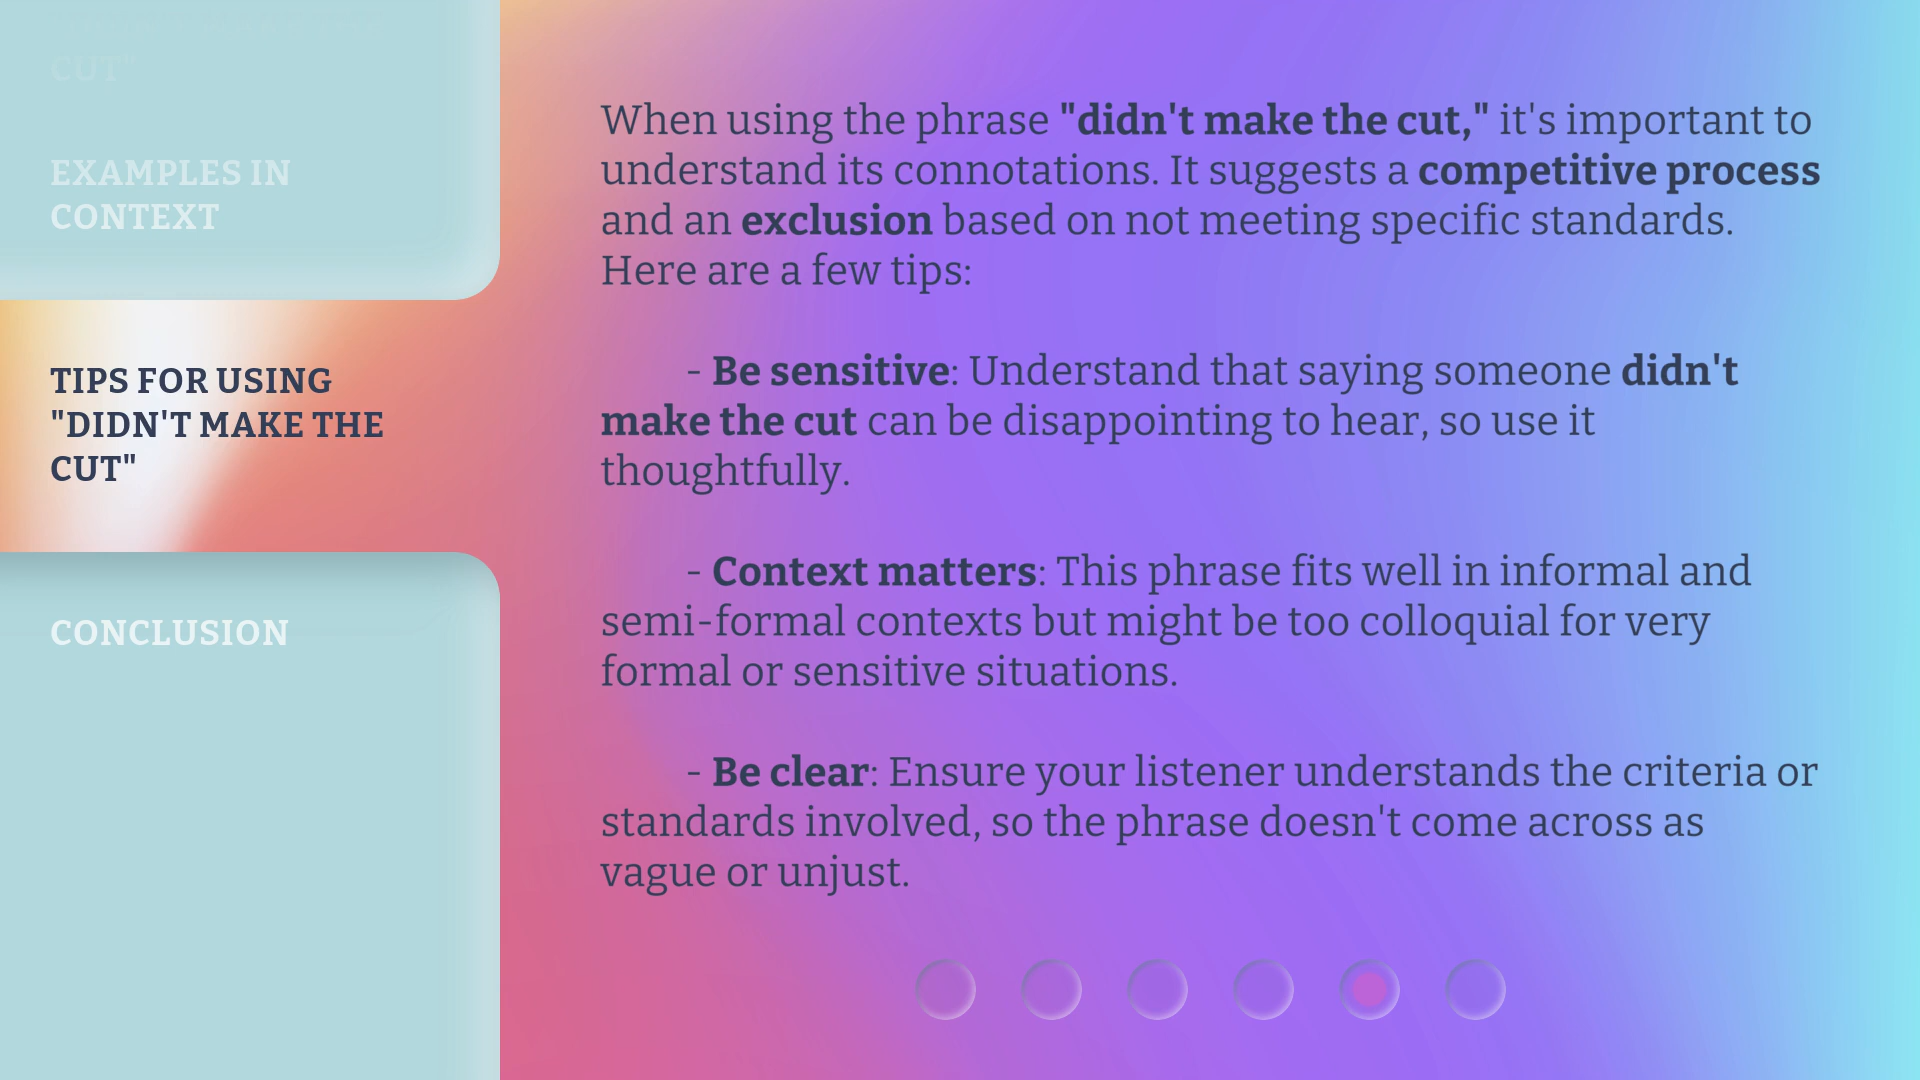 CUT"
EXAMPLES IN
CONTEXT
TIPS FOR USING
"DIDN'T MAKE THE
CUT"
CONCLUSION
When using the phrase "didn't make the cut," it's important to
understand its connotations. It suggests a competitive process
and an exclusion based on not meeting specific standards.
Here are a few tips:
- Be sensitive: Understand that saying someone didn't
make the cut can be disappointing to hear, so use it
thoughtfully.
- Context matters: This phrase fits well in informal and
semi-formal contexts but might be too colloquial for very
formal or sensitive situations.
- Be clear: Ensure your listener understands the criteria or
standards involved, so the phrase doesn't come across as
vague or unjust.